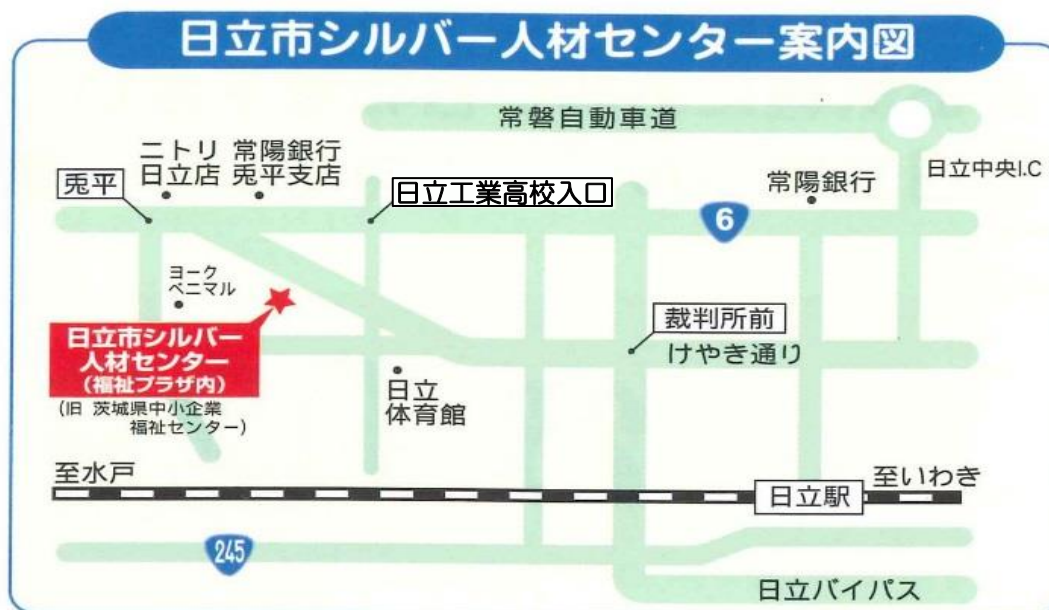 日立市シルバー人材センター案内図
常磐自動車道
日立中央I.C
ニトリ
日立店
常陽銀行
兎平支店
兎平
日立工業高校入口
常陽銀行
6
ヨーク
ベニマル
日立市シルバー
人材センター
(福祉プラザ内)
(旧 茨城県中小企業
福祉センター)
裁判所前
けやき通り
日立
体育館
至水戸
至いわき
日立駅
245
日立バイパス